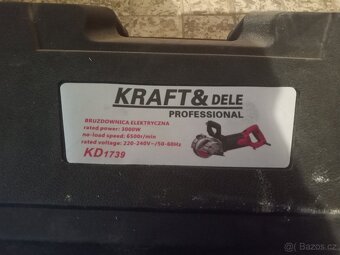 KRAFT& DELE
PROFESSIONAL
BRUZDOWNICA ELEKTRYCZNA
rated power: 3000W
no-load speed: 6500r/min
rated voltage: 220-240V~/50-60Hz
KD1739
Bazos.cz